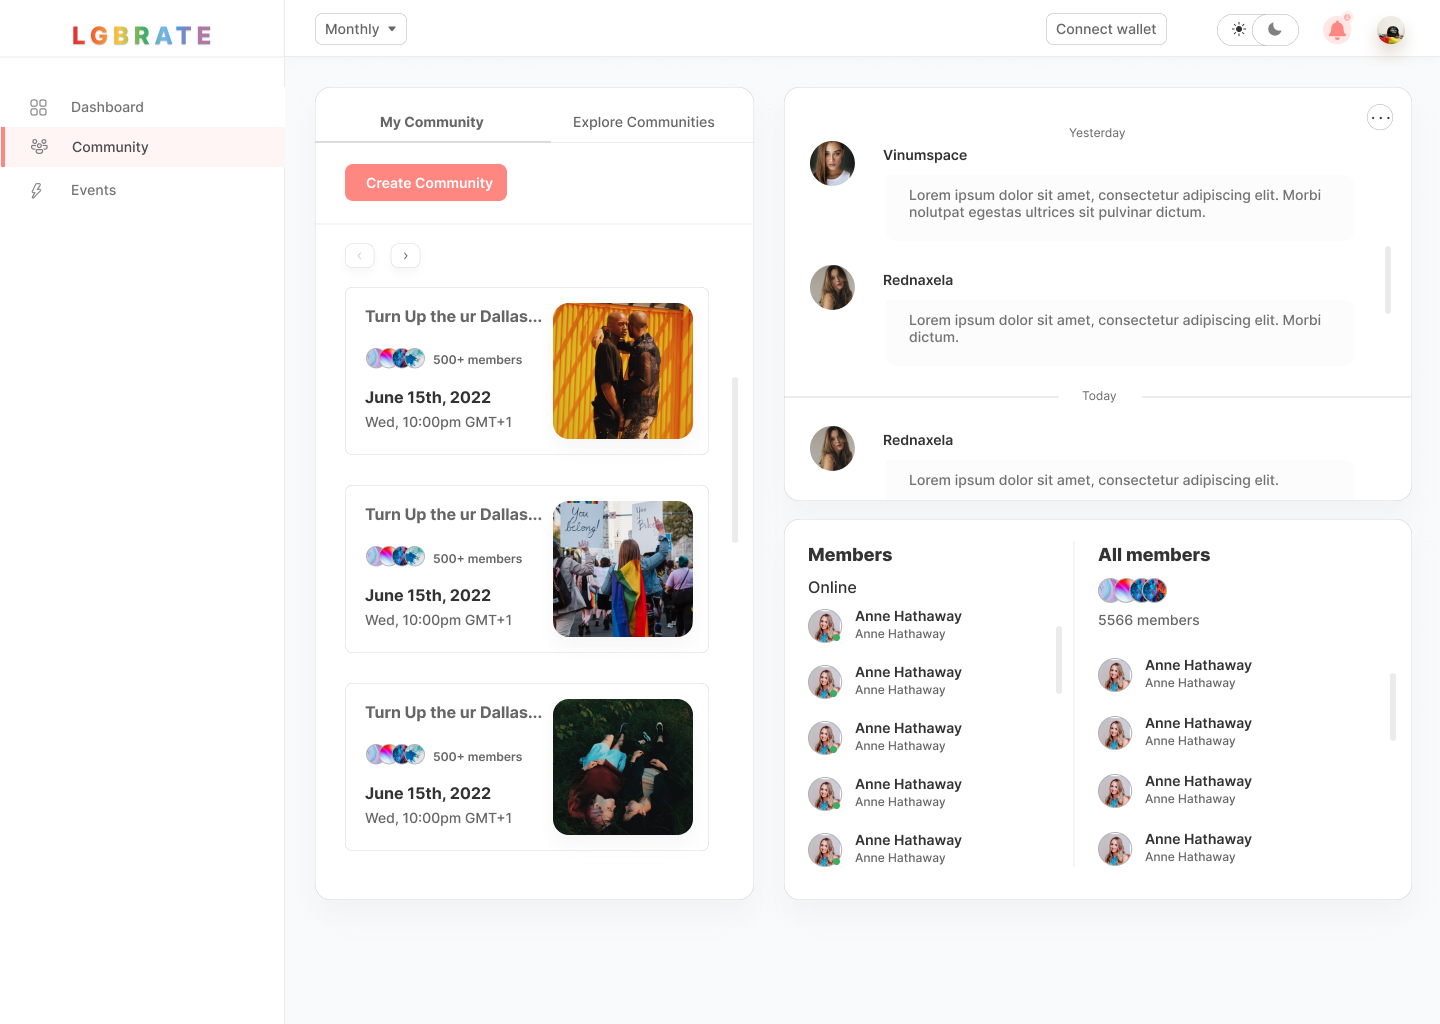 LGBRATE
Monthly
Connect wallet
Dashboard
Community
Events
My Community
Explore Communities
Create Community
Turn Up the ur Dallas...
500+ members
June 15th, 2022
Wed, 10:00pm GMT+1
Turn Up the ur Dallas...
500+ members
June 15th, 2022
Wed, 10:00pm GMT+1
You
belong!
You
Turn Up the ur Dallas...
500+ members
June 15th, 2022
Wed, 10:00pm GMT+1
Yesterday
Vinumspace
Lorem ipsum dolor sit amet, consectetur adipiscing elit. Morbi
nolutpat egestas ultrices sit pulvinar dictum.
Rednaxela
Lorem ipsum dolor sit amet, consectetur adipiscing elit. Morbi
dictum.
Today
Rednaxela
Lorem ipsum dolor sit amet, consectetur adipiscing elit.
Members
Online
Anne Hathaway
Anne Hathaway
Anne Hathaway
Anne Hathaway
Anne Hathaway
Anne Hathaway
Anne Hathaway
Anne Hathaway
Anne Hathaway
Anne Hathaway
All members
5566 members
Anne Hathaway
Anne Hathaway
Anne Hathaway
Anne Hathaway
Anne Hathaway
Anne Hathaway
Anne Hathaway
Anne Hathaway